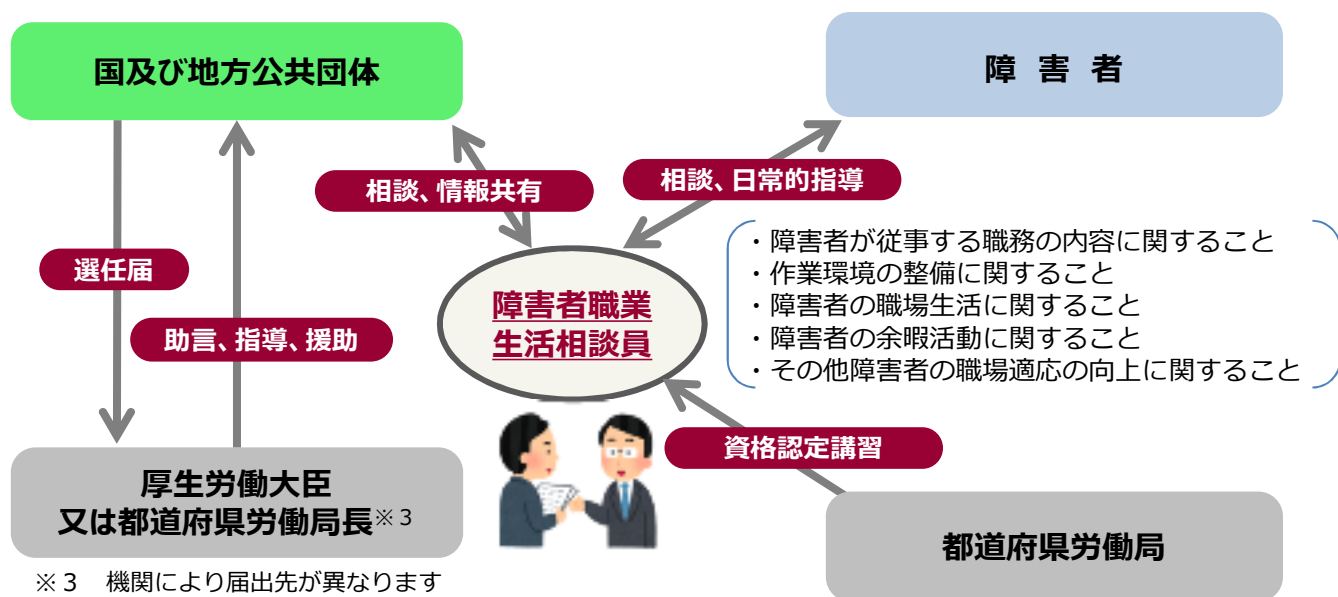 国及び地方公共団体
障 害 者
相談、情報共有
相談、日常的指導
選任届
助言、指導、援助
障害者職業
生活相談員
・障害者が従事する職務の内容に関すること
・作業環境の整備に関すること
・障害者の職場生活に関すること
・障害者の余暇活動に関すること
・その他障害者の職場適応の向上に関すること
資格認定講習
厚生労働大臣
又は都道府県労働局長※3
都道府県労働局
※3 機関により届出先が異なります